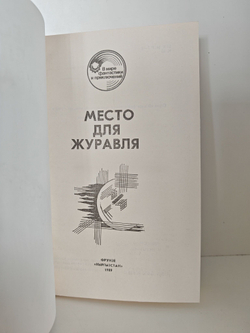 В мире
фантастики
и приключений
МЕСТО
ДЛЯ
ЖУРАВЛЯ
ФРУНЗЕ
«КЫРГЫЗСТАН»